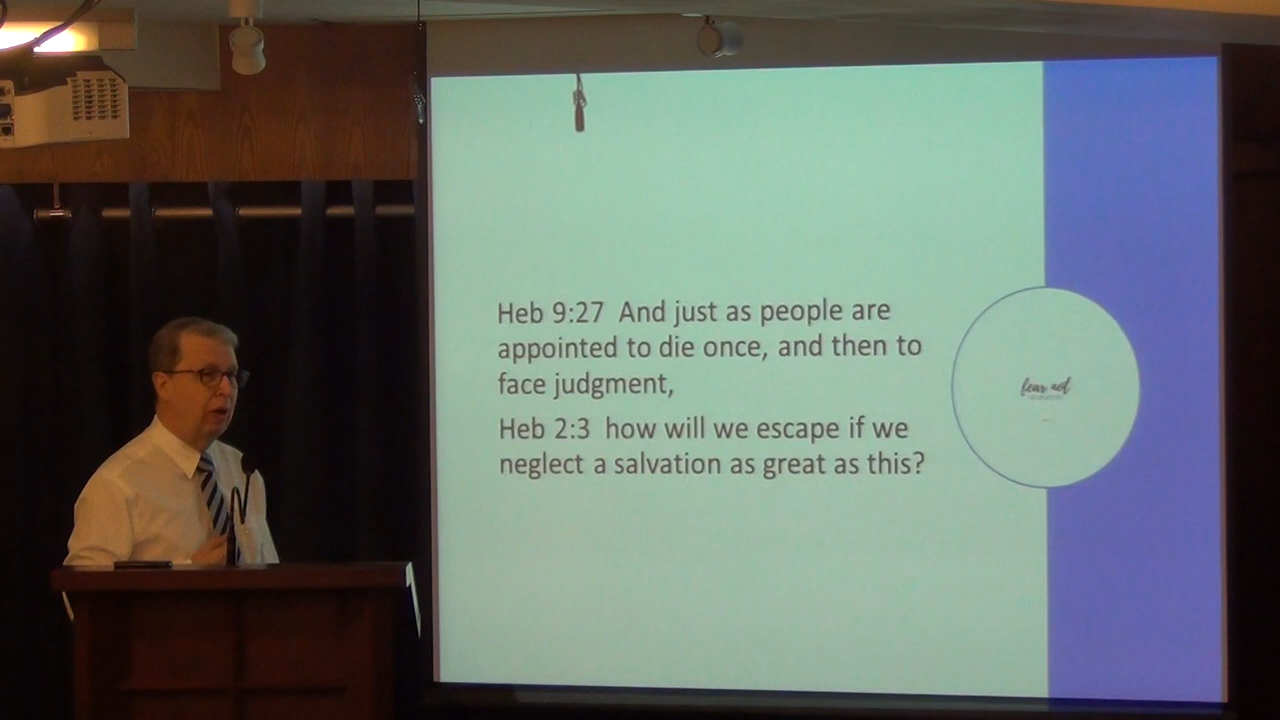 Heb 9:27  And just as people are
appointed to die once, and then to
face judgment,
Heb 2:3  how will we escape if we
neglect a salvation as great as this?
fear not